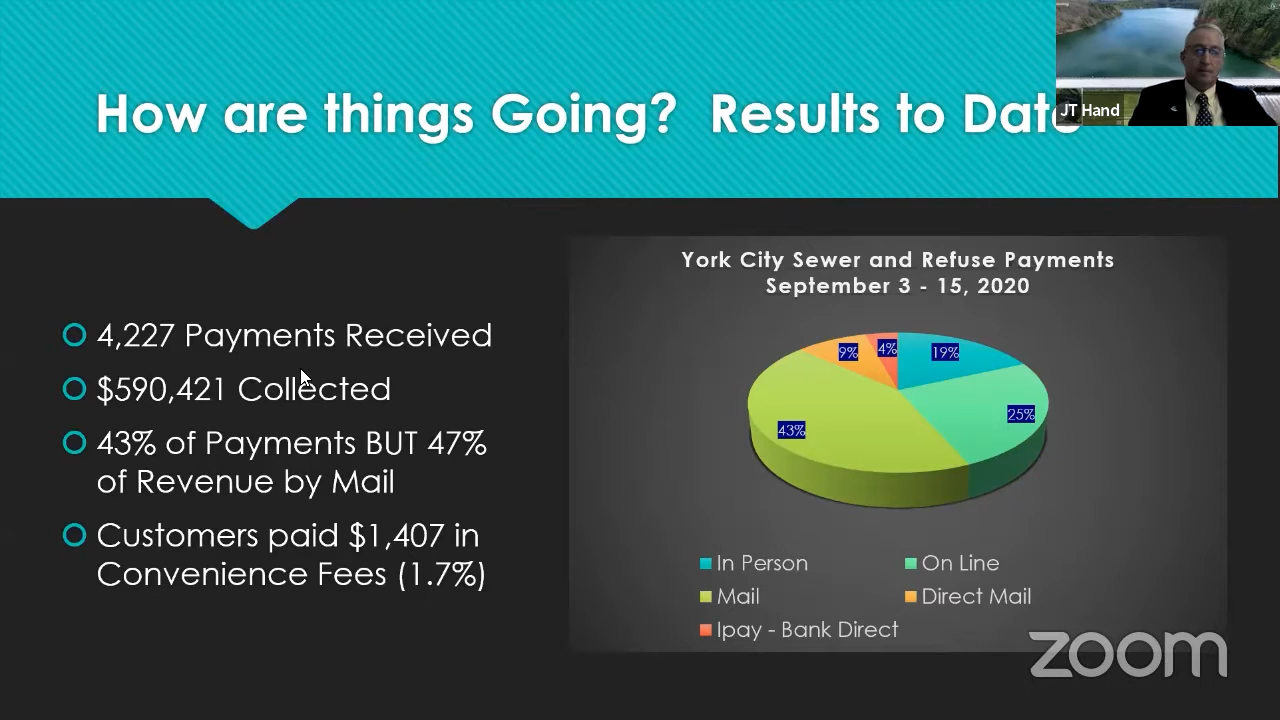 How are things Going?  Results to Date
JT Hand
4,227 Payments Received
$590,421 Collected
43% of Payments BUT 47%
of Revenue by Mail
Customers paid $1,407 in
Convenience Fees (1.7%)
York City Sewer and Refuse Payments
September 3 - 15, 2020
9%
4%
19%
25%
43%
In Person
On Line
Mail
Direct Mail
Ipay - Bank Direct
zoom